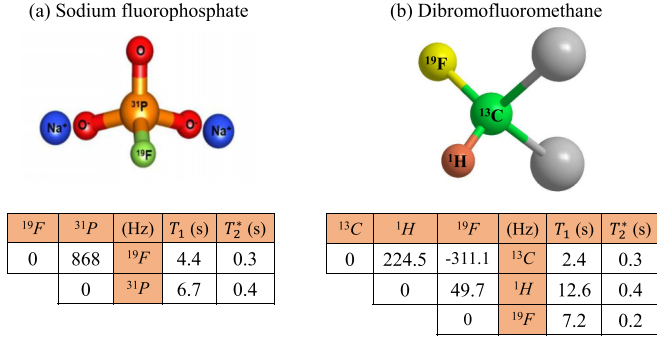 (a) Sodium fluorophosphate
(b) Dibromofluoromethane
O
³¹P
Na⁺ O⁻ O⁻ Na⁺
¹⁹F
¹⁹F
¹³C
¹H
¹⁹F ³¹P (Hz) T₁ (s) T₂* (s)
0 868 ¹⁹F 4.4 0.3
0 ³¹P 6.7 0.4
¹³C ¹H ¹⁹F (Hz) T₁ (s) T₂* (s)
0 224.5 -311.1 ¹³C 2.4 0.3
0 49.7 ¹H 12.6 0.4
0 ¹⁹F 7.2 0.2